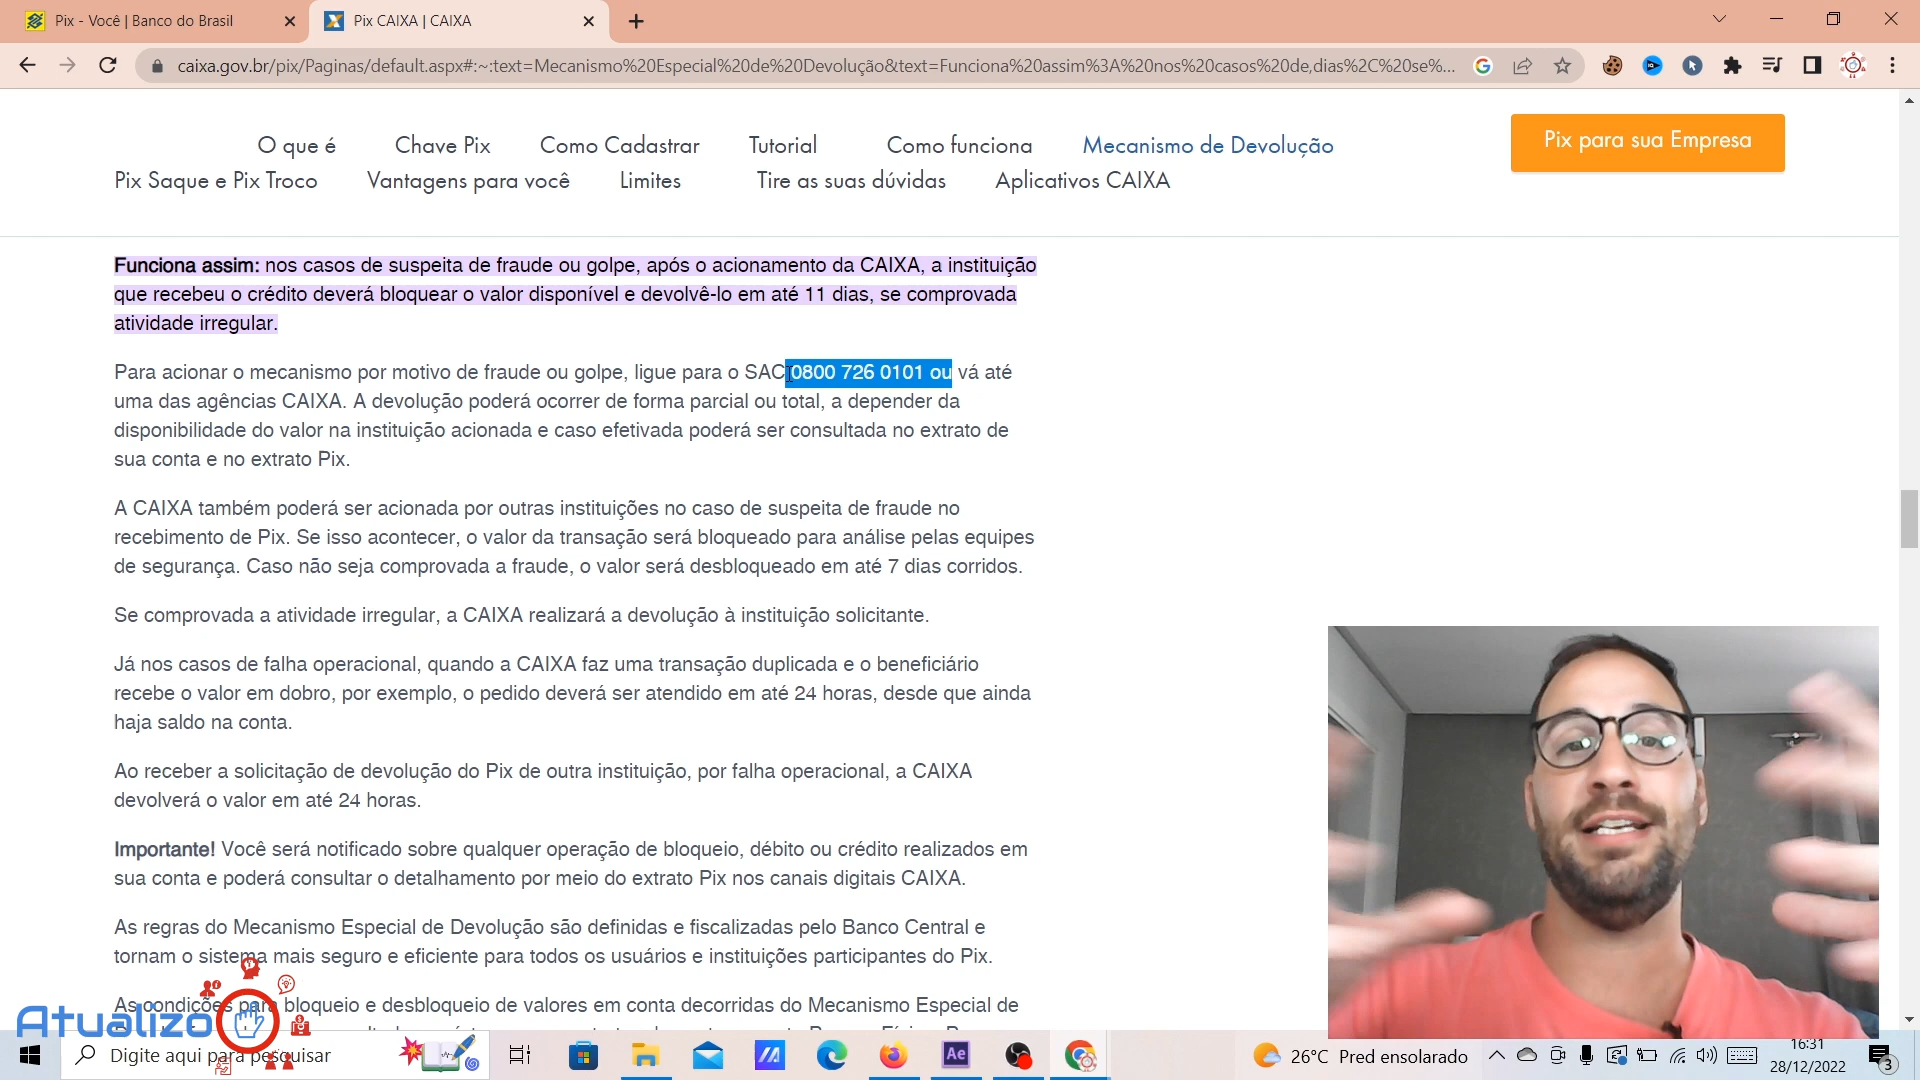 Pix - Você | Banco do Brasil
Pix CAIXA | CAIXA
caixa.gov.br/pix/Paginas/default.aspx#:~:text=Mecanismo%20Especial%20de%20Devolução&text=Funciona%20assim%3A%20nos%20casos%20de,dias%2C%20se%...
O que é Chave Pix Como Cadastrar Tutorial Como funciona Mecanismo de Devolução
Pix para sua Empresa
Pix Saque e Pix Troco Vantagens para você Limites Tire as suas dúvidas Aplicativos CAIXA
Funciona assim: nos casos de suspeita de fraude ou golpe, após o acionamento da CAIXA, a instituição
que recebeu o crédito deverá bloquear o valor disponível e devolvê-lo em até 11 dias, se comprovada
atividade irregular.
Para acionar o mecanismo por motivo de fraude ou golpe, ligue para o SAC 0800 726 0101 ou vá até
uma das agências CAIXA. A devolução poderá ocorrer de forma parcial ou total, a depender da
disponibilidade do valor na instituição acionada e caso efetivada poderá ser consultada no extrato de
sua conta e no extrato Pix.
A CAIXA também poderá ser acionada por outras instituições no caso de suspeita de fraude no
recebimento de Pix. Se isso acontecer, o valor da transação será bloqueado para análise pelas equipes
de segurança. Caso não seja comprovada a fraude, o valor será desbloqueado em até 7 dias corridos.
Se comprovada a atividade irregular, a CAIXA realizará a devolução à instituição solicitante.
Já nos casos de falha operacional, quando a CAIXA faz uma transação duplicada e o beneficiário
recebe o valor em dobro, por exemplo, o pedido deverá ser atendido em até 24 horas, desde que ainda
haja saldo na conta.
Ao receber a solicitação de devolução do Pix de outra instituição, por falha operacional, a CAIXA
devolverá o valor em até 24 horas.
Importante! Você será notificado sobre qualquer operação de bloqueio, débito ou crédito realizados em
sua conta e poderá consultar o detalhamento por meio do extrato Pix nos canais digitais CAIXA.
As regras do Mecanismo Especial de Devolução são definidas e fiscalizadas pelo Banco Central e
tornam o sistema mais seguro e eficiente para todos os usuários e instituições participantes do Pix.
As condições para bloqueio e desbloqueio de valores em conta decorridas do Mecanismo Especial de
Atualizo
Digite aqui para pesquisar
Ae
26°C Pred ensolarado
16:31
28/12/2022
3